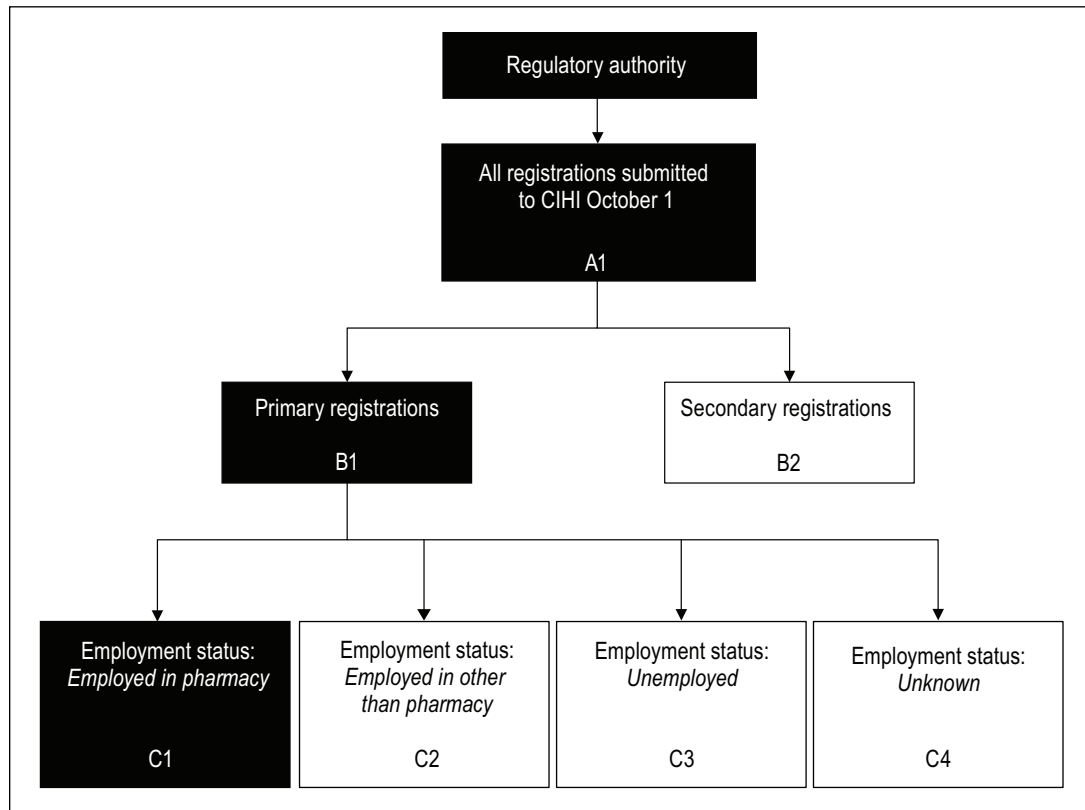 Regulatory authority
All registrations submitted
to CIHI October 1
A1
Primary registrations
B1
Secondary registrations
B2
Employment status:
Employed in pharmacy
C1
Employment status:
Employed in other
than pharmacy
C2
Employment status:
Unemployed
C3
Employment status:
Unknown
C4